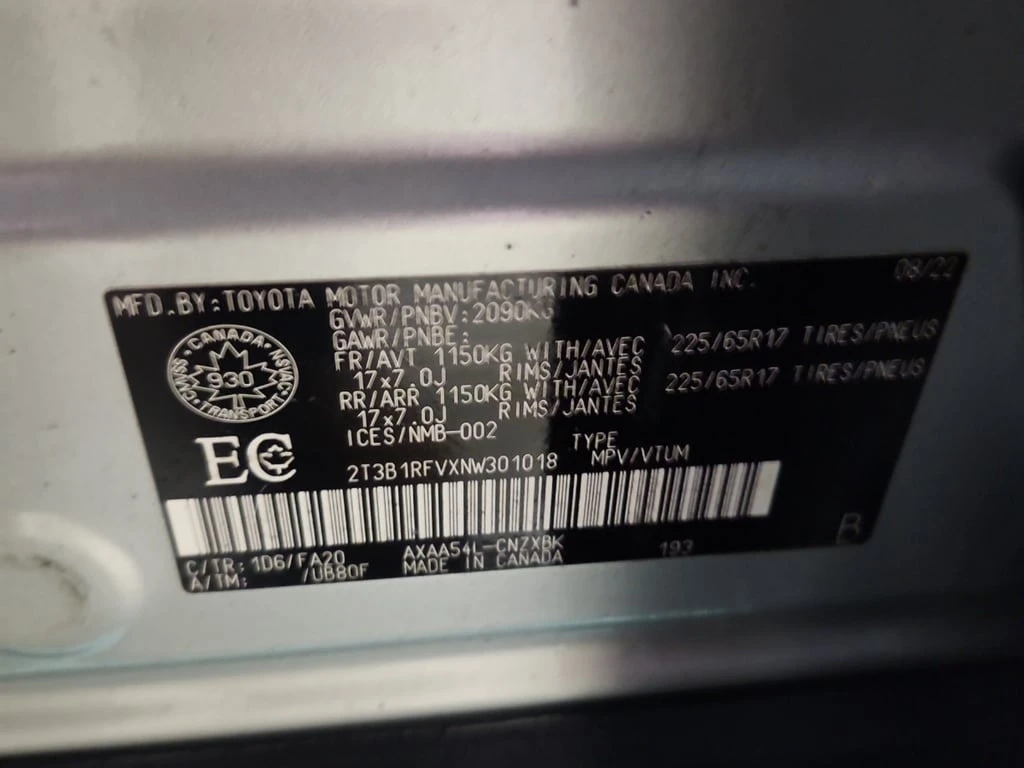 MFD.BY:TOYOTA MOTOR MANUFACTURING CANADA INC. 08/22
GVWR/PNBV:2090KG
GAWR/PNBE:
FR/AVT 1150KG WITH/AVEC 225/65R17 TIRES/PNEUS
17x7.0J RIMS/JANTES
RR/ARR 1150KG WITH/AVEC 225/65R17 TIRES/PNEUS
17x7.0J RIMS/JANTES
ICES/NMB-002
CANADA
CMVSS NSVAC
930
TRANSPORT
EC
2T3B1RFVXNW301018
TYPE
MPV/VTUM
C/TR: 1D6/FA20 AXAA54L-CNZXBK 193 B
A/TM: /UB80F MADE IN CANADA